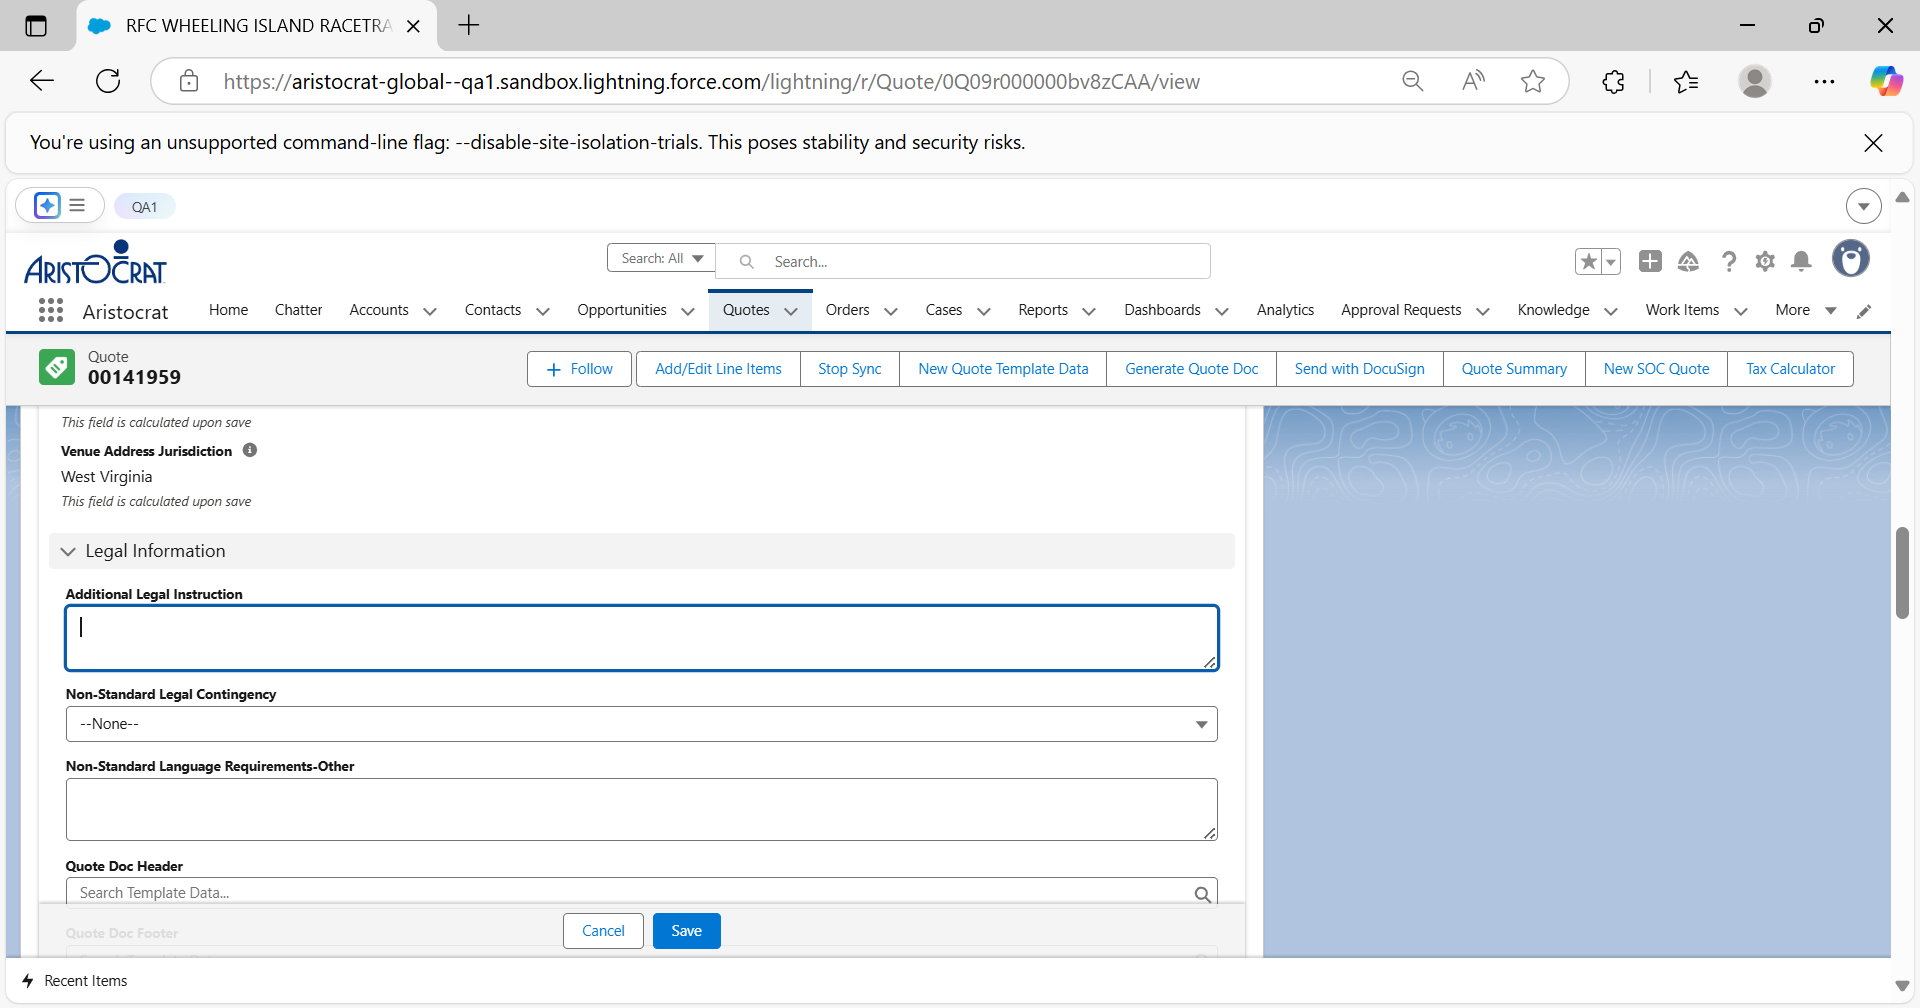 RFC WHEELING ISLAND RACETRA
https://aristocrat-global--qa1.sandbox.lightning.force.com/lightning/r/Quote/0Q09r000000bv8zCAA/view
You're using an unsupported command-line flag: --disable-site-isolation-trials. This poses stability and security risks.
QA1
ARISTOCRAT
Search: All
Search...
Aristocrat
Home
Chatter
Accounts
Contacts
Opportunities
Quotes
Orders
Cases
Reports
Dashboards
Analytics
Approval Requests
Knowledge
Work Items
More
Quote
00141959
Follow
Add/Edit Line Items
Stop Sync
New Quote Template Data
Generate Quote Doc
Send with DocuSign
Quote Summary
New SOC Quote
Tax Calculator
This field is calculated upon save
Venue Address Jurisdiction
West Virginia
This field is calculated upon save
Legal Information
Additional Legal Instruction
Non-Standard Legal Contingency
--None--
Non-Standard Language Requirements-Other
Quote Doc Header
Search Template Data...
Quote Doc Footer
Cancel
Save
Recent Items